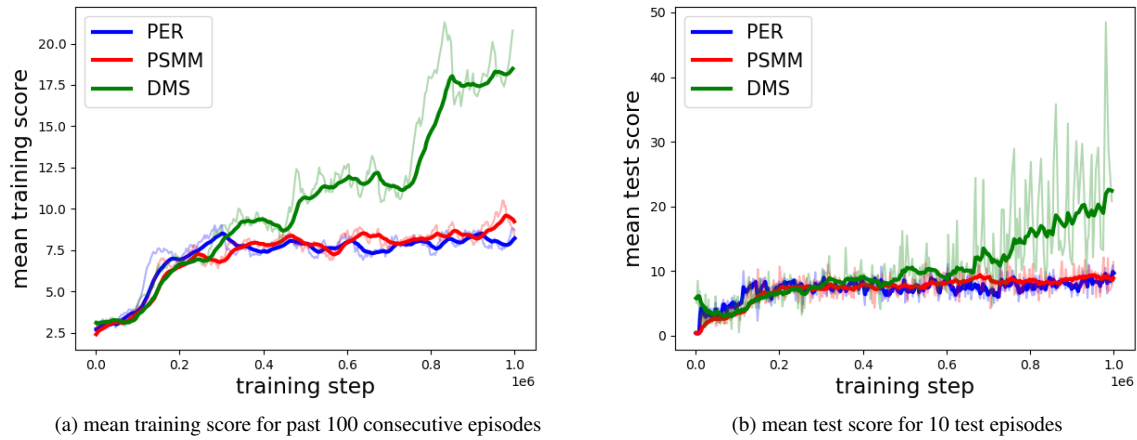 PER
PSMM
DMS
mean training score
20.0
17.5
15.0
12.5
10.0
7.5
5.0
2.5
0.0
0.2
0.4
0.6
0.8
1.0
1e6
training step
(a) mean training score for past 100 consecutive episodes
PER
PSMM
DMS
mean test score
50
40
30
20
10
0
0.0
0.2
0.4
0.6
0.8
1.0
1e6
training step
(b) mean test score for 10 test episodes